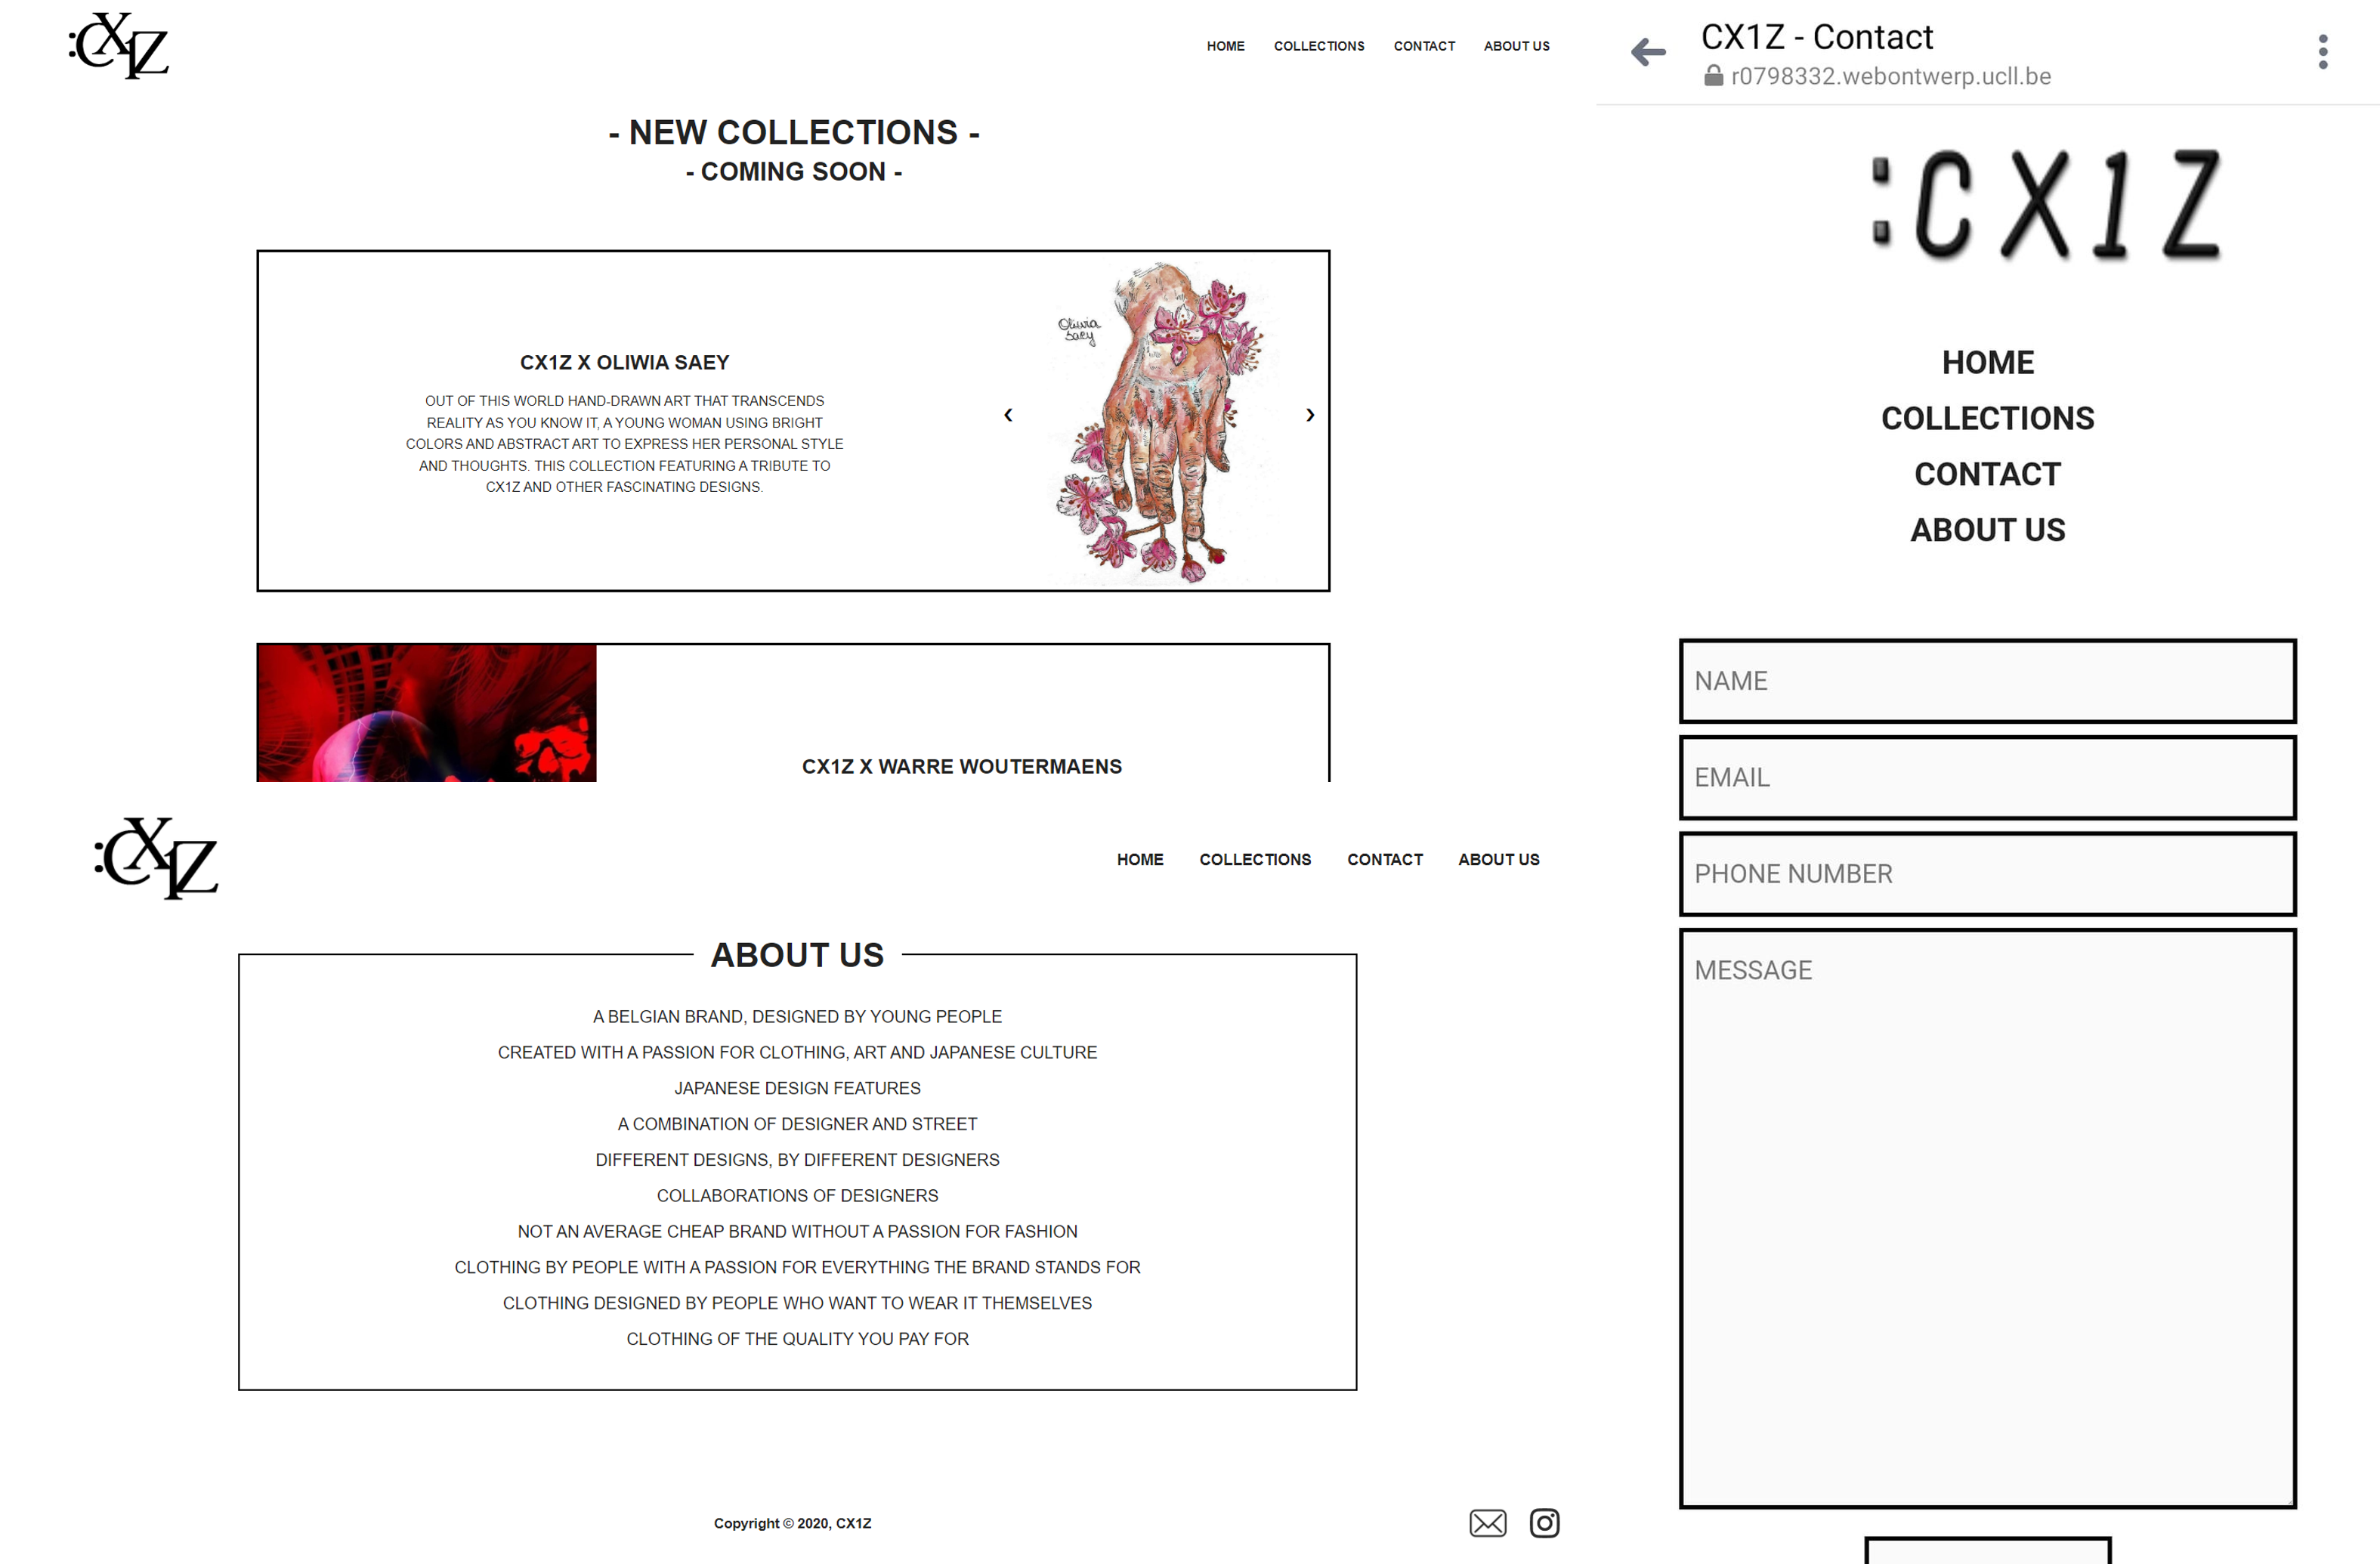 :CX1Z
HOME COLLECTIONS CONTACT ABOUT US
- NEW COLLECTIONS -
- COMING SOON -
CX1Z X OLIWIA SAEY
OUT OF THIS WORLD HAND-DRAWN ART THAT TRANSCENDS
REALITY AS YOU KNOW IT, A YOUNG WOMAN USING BRIGHT
COLORS AND ABSTRACT ART TO EXPRESS HER PERSONAL STYLE
AND THOUGHTS. THIS COLLECTION FEATURING A TRIBUTE TO
CX1Z AND OTHER FASCINATING DESIGNS.
‹
Oliwia
Saey
›
CX1Z X WARRE WOUTERMAENS
:CX1Z
HOME COLLECTIONS CONTACT ABOUT US
ABOUT US
A BELGIAN BRAND, DESIGNED BY YOUNG PEOPLE
CREATED WITH A PASSION FOR CLOTHING, ART AND JAPANESE CULTURE
JAPANESE DESIGN FEATURES
A COMBINATION OF DESIGNER AND STREET
DIFFERENT DESIGNS, BY DIFFERENT DESIGNERS
COLLABORATIONS OF DESIGNERS
NOT AN AVERAGE CHEAP BRAND WITHOUT A PASSION FOR FASHION
CLOTHING BY PEOPLE WITH A PASSION FOR EVERYTHING THE BRAND STANDS FOR
CLOTHING DESIGNED BY PEOPLE WHO WANT TO WEAR IT THEMSELVES
CLOTHING OF THE QUALITY YOU PAY FOR
Copyright © 2020, CX1Z
CX1Z - Contact
r0798332.webontwerp.ucll.be
:CX1Z
HOME
COLLECTIONS
CONTACT
ABOUT US
NAME
EMAIL
PHONE NUMBER
MESSAGE